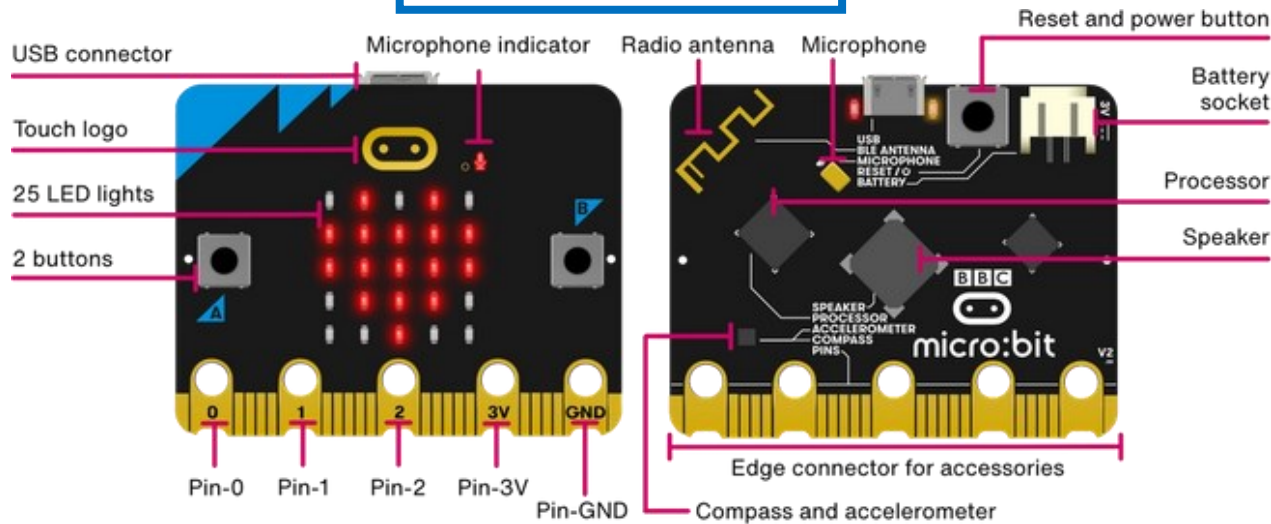 Reset and power button
USB connector
Microphone indicator
Radio antenna
Microphone
Battery
socket
Touch logo
3V
USB
BLE ANTENNA
MICROPHONE
RESET /
BATTERY
25 LED lights
Processor
B
2 buttons
Speaker
A
BBC
SPEAKER
PROCESSOR
ACCELEROMETER
COMPASS
PINS
micro:bit
V2
0 1 2 3V GND
Edge connector for accessories
Pin-0 Pin-1 Pin-2 Pin-3V
Pin-GND
Compass and accelerometer